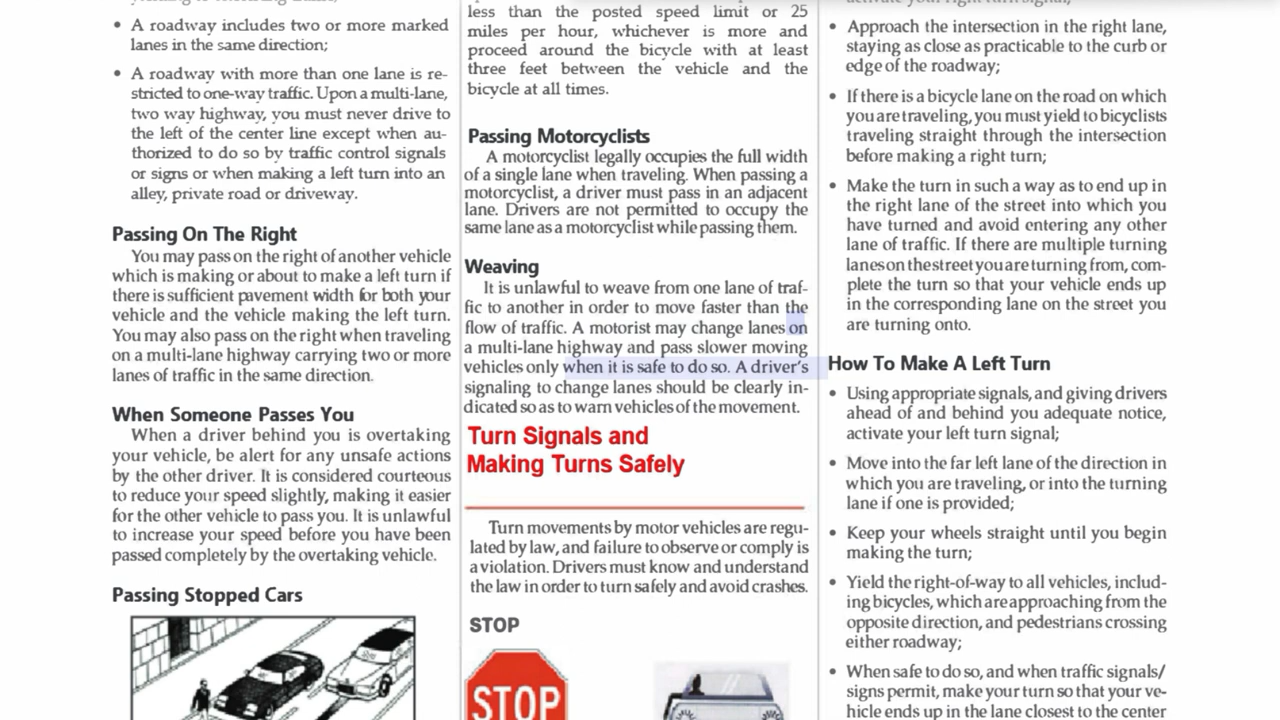 • A roadway includes two or more marked
lanes in the same direction;
• A roadway with more than one lane is re-
stricted to one-way traffic. Upon a multi-lane,
two way highway, you must never drive to
the left of the center line except when au-
thorized to do so by traffic control signals
or signs or when making a left turn into an
alley, private road or driveway.
Passing On The Right
You may pass on the right of another vehicle
which is making or about to make a left turn if
there is sufficient pavement width for both your
vehicle and the vehicle making the left turn.
You may also pass on the right when traveling
on a multi-lane highway carrying two or more
lanes of traffic in the same direction.
When Someone Passes You
When a driver behind you is overtaking
your vehicle, be alert for any unsafe actions
by the other driver. It is considered courteous
to reduce your speed slightly, making it easier
for the other vehicle to pass you. It is unlawful
to increase your speed before you have been
passed completely by the overtaking vehicle.
Passing Stopped Cars
less than the posted speed limit or 25
miles per hour, whichever is more and
proceed around the bicycle with at least
three feet between the vehicle and the
bicycle at all times.
Passing Motorcyclists
A motorcyclist legally occupies the full width
of a single lane when traveling. When passing a
motorcyclist, a driver must pass in an adjacent
lane. Drivers are not permitted to occupy the
same lane as a motorcyclist while passing them.
Weaving
It is unlawful to weave from one lane of traf-
fic to another in order to move faster than the
flow of traffic. A motorist may change lanes on
a multi-lane highway and pass slower moving
vehicles only when it is safe to do so. A driver's
signaling to change lanes should be clearly in-
dicated so as to warn vehicles of the movement.
Turn Signals and
Making Turns Safely
Turn movements by motor vehicles are regu-
lated by law, and failure to observe or comply is
a violation. Drivers must know and understand
the law in order to turn safely and avoid crashes.
STOP
STOP
activate your right turn signal;
• Approach the intersection in the right lane,
staying as close as practicable to the curb or
edge of the roadway;
• If there is a bicycle lane on the road on which
you are traveling, you must yield to bicyclists
traveling straight through the intersection
before making a right turn;
• Make the turn in such a way as to end up in
the right lane of the street into which you
have turned and avoid entering any other
lane of traffic. If there are multiple turning
lanes on the street you are turning from, com-
plete the turn so that your vehicle ends up
in the corresponding lane on the street you
are turning onto.
How To Make A Left Turn
• Using appropriate signals, and giving drivers
ahead of and behind you adequate notice,
activate your left turn signal;
• Move into the far left lane of the direction in
which you are traveling, or into the turning
lane if one is provided;
• Keep your wheels straight until you begin
making the turn;
• Yield the right-of-way to all vehicles, includ-
ing bicycles, which are approaching from the
opposite direction, and pedestrians crossing
either roadway;
• When safe to do so, and when traffic signals/
signs permit, make your turn so that your ve-
hicle ends up in the lane closest to the center